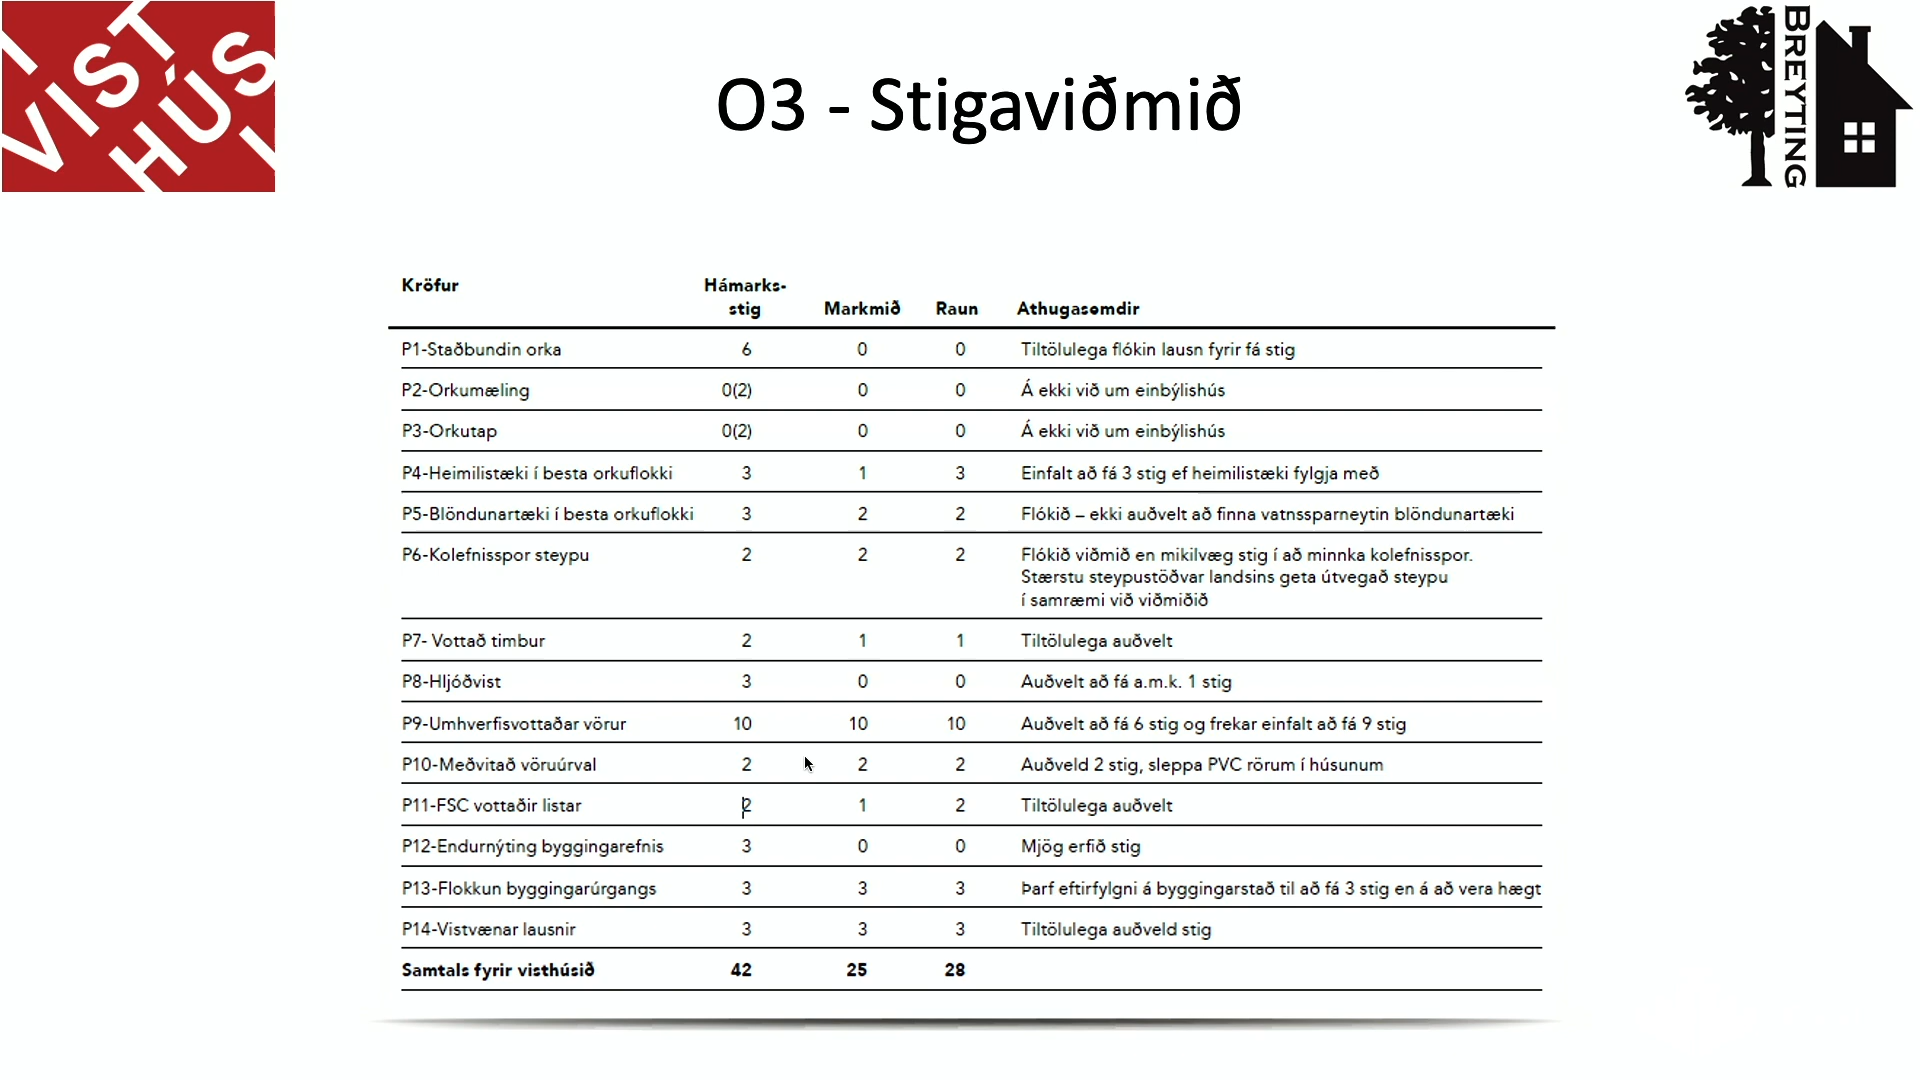 VIST
HÚS
BREYTING
O3 - Stigaviðmið
Kröfur Hámarks-
stig Markmið Raun Athugasemdir
P1-Staðbundin orka 6 0 0 Tiltölulega flókin lausn fyrir fá stig
P2-Orkumæling 0(2) 0 0 Á ekki við um einbýlishús
P3-Orkutap 0(2) 0 0 Á ekki við um einbýlishús
P4-Heimilistæki í besta orkuflokki 3 1 3 Einfalt að fá 3 stig ef heimilistæki fylgja með
P5-Blöndunartæki í besta orkuflokki 3 2 2 Flókið – ekki auðvelt að finna vatnssparneytin blöndunartæki
P6-Kolefnisspor steypu 2 2 2 Flókið viðmið en mikilvæg stig í að minnka kolefnisspor.
Stærstu steypustöðvar landsins geta útvegað steypu
í samræmi við viðmiðið
P7- Vottað timbur 2 1 1 Tiltölulega auðvelt
P8-Hljóðvist 3 0 0 Auðvelt að fá a.m.k. 1 stig
P9-Umhverfisvottaðar vörur 10 10 10 Auðvelt að fá 6 stig og frekar einfalt að fá 9 stig
P10-Meðvitað vöruúrval 2 2 2 Auðveld 2 stig, sleppa PVC rörum í húsunum
P11-FSC vottaðir listar 2 1 2 Tiltölulega auðvelt
P12-Endurnýting byggingarefnis 3 0 0 Mjög erfið stig
P13-Flokkun byggingarúrgangs 3 3 3 Þarf eftirfylgni á byggingarstað til að fá 3 stig en á að vera hægt
P14-Vistvænar lausnir 3 3 3 Tiltölulega auðveld stig
Samtals fyrir visthúsið 42 25 28